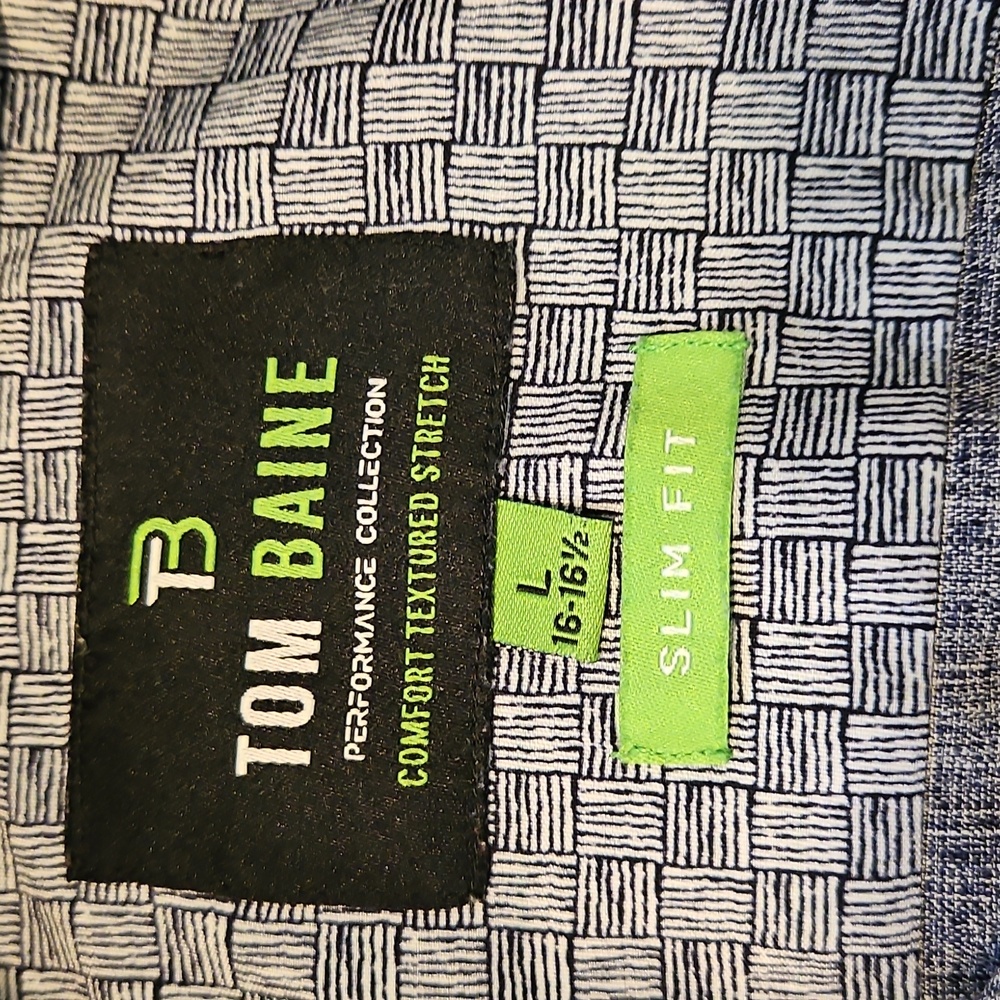 TB
TOM BAINE
PERFORMANCE COLLECTION
COMFORT TEXTURED STRETCH
L
16-16½
SLIM FIT